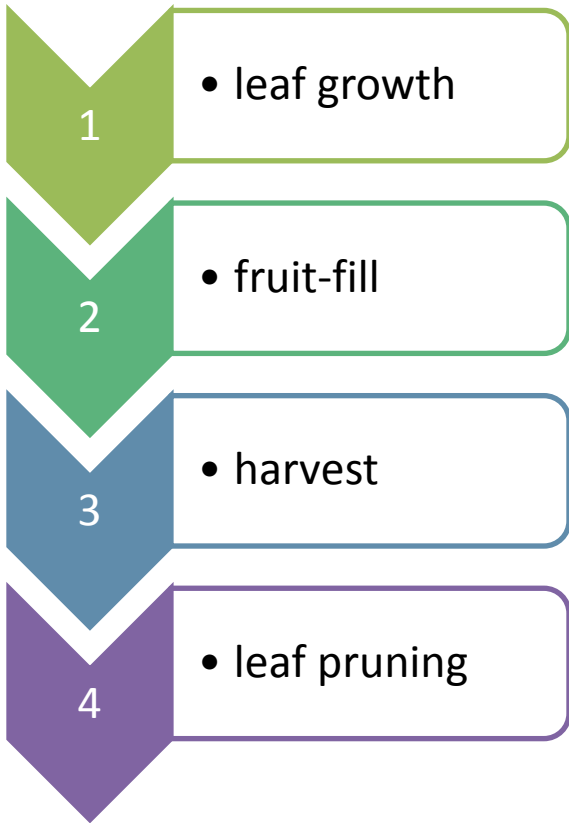 1
• leaf growth
2
• fruit-fill
3
• harvest
4
• leaf pruning